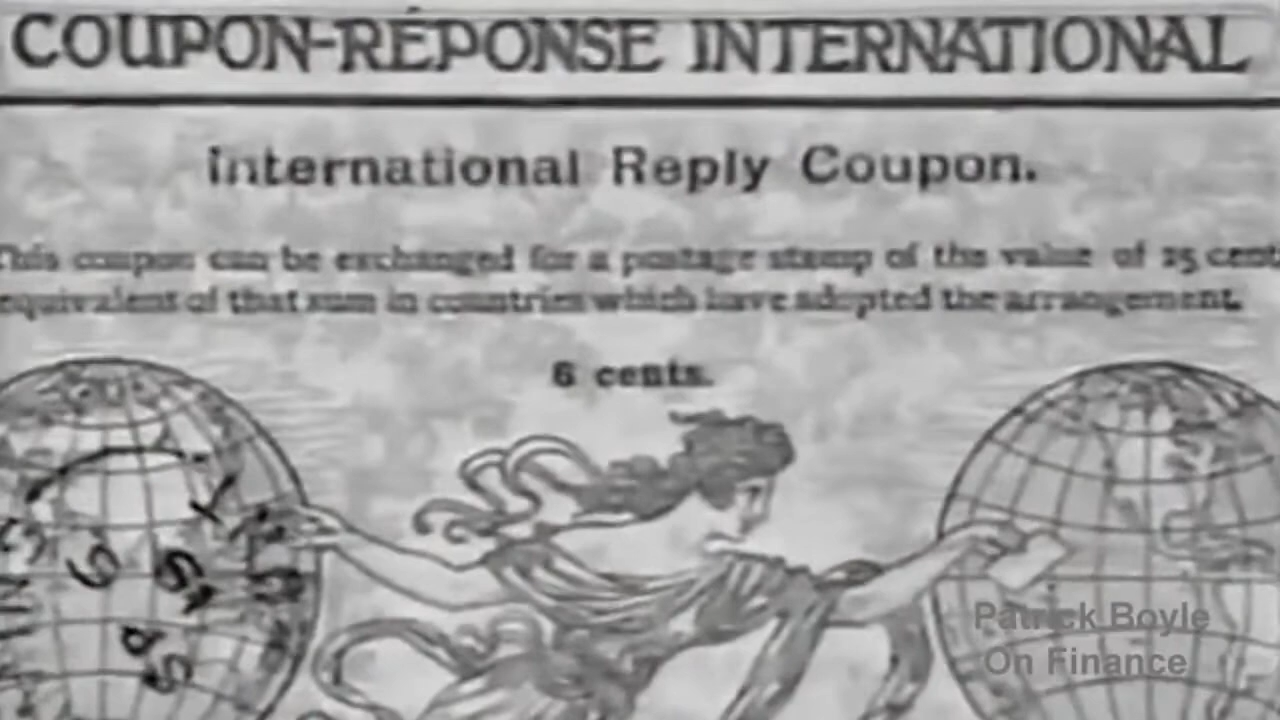 COUPON-RÉPONSE INTERNATIONAL
International Reply Coupon.
This coupon can be exchanged for a postage stamp of the value of 25 cent
equivalent of that sum in countries which have adopted the arrangement.
6 cents.
Patrick Boyle
On Finance